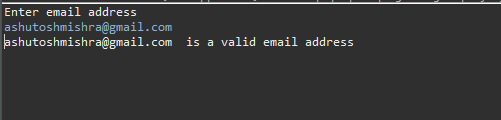 Enter email address
ashutoshmishra@gmail.com
ashutoshmishra@gmail.com  is a valid email address